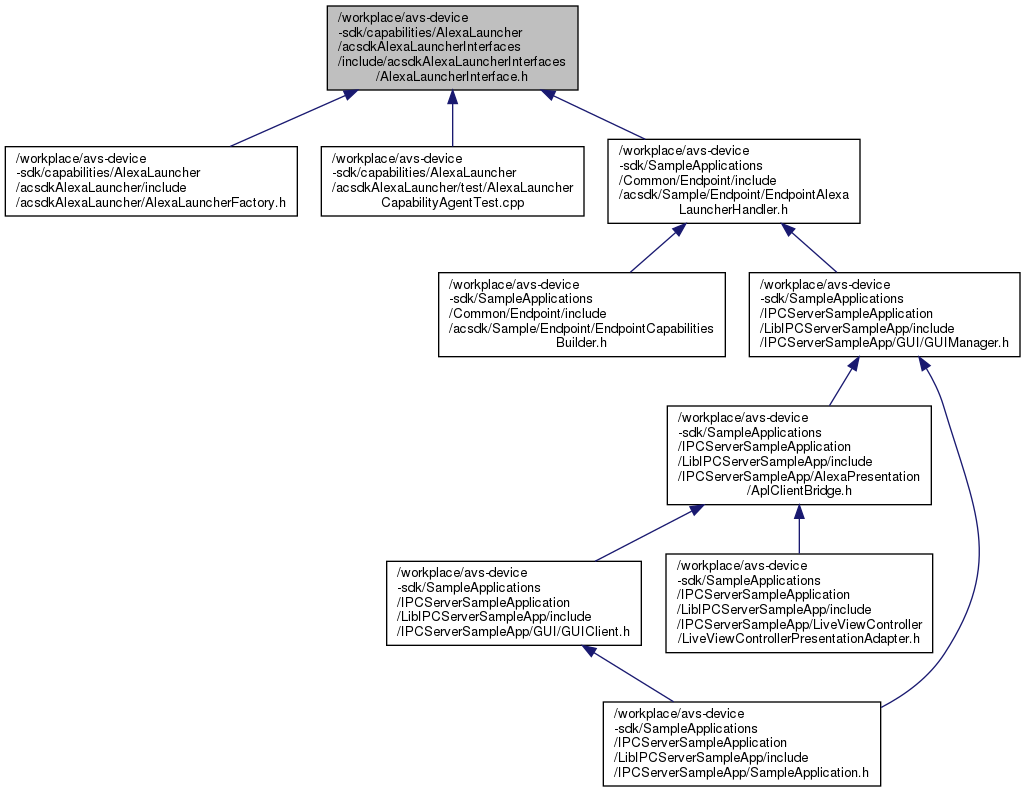 /workplace/avs-device
-sdk/capabilities/AlexaLauncher
/acsdkAlexaLauncherInterfaces
/include/acsdkAlexaLauncherInterfaces
/AlexaLauncherInterface.h
/workplace/avs-device
-sdk/capabilities/AlexaLauncher
/acsdkAlexaLauncher/include
/acsdkAlexaLauncher/AlexaLauncherFactory.h
/workplace/avs-device
-sdk/capabilities/AlexaLauncher
/acsdkAlexaLauncher/test/AlexaLauncher
CapabilityAgentTest.cpp
/workplace/avs-device
-sdk/SampleApplications
/Common/Endpoint/include
/acsdk/Sample/Endpoint/EndpointAlexa
LauncherHandler.h
/workplace/avs-device
-sdk/SampleApplications
/Common/Endpoint/include
/acsdk/Sample/Endpoint/EndpointCapabilities
Builder.h
/workplace/avs-device
-sdk/SampleApplications
/IPCServerSampleApplication
/LibIPCServerSampleApp/include
/IPCServerSampleApp/GUI/GUIManager.h
/workplace/avs-device
-sdk/SampleApplications
/IPCServerSampleApplication
/LibIPCServerSampleApp/include
/IPCServerSampleApp/AlexaPresentation
/AplClientBridge.h
/workplace/avs-device
-sdk/SampleApplications
/IPCServerSampleApplication
/LibIPCServerSampleApp/include
/IPCServerSampleApp/GUI/GUIClient.h
/workplace/avs-device
-sdk/SampleApplications
/IPCServerSampleApplication
/LibIPCServerSampleApp/include
/IPCServerSampleApp/LiveViewController
/LiveViewControllerPresentationAdapter.h
/workplace/avs-device
-sdk/SampleApplications
/IPCServerSampleApplication
/LibIPCServerSampleApp/include
/IPCServerSampleApp/SampleApplication.h